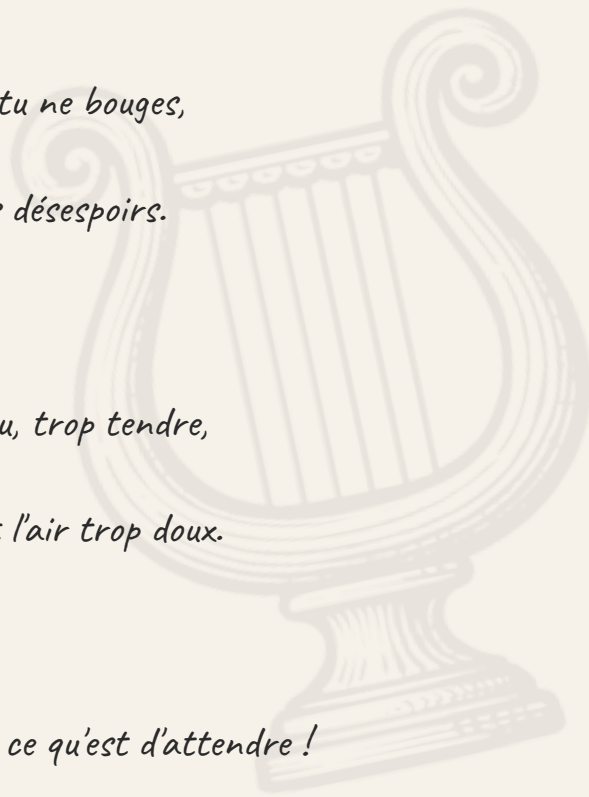 tu ne bouges,
désespoirs.
trop tendre,
l'air trop doux.
ce qu'est d'attendre !